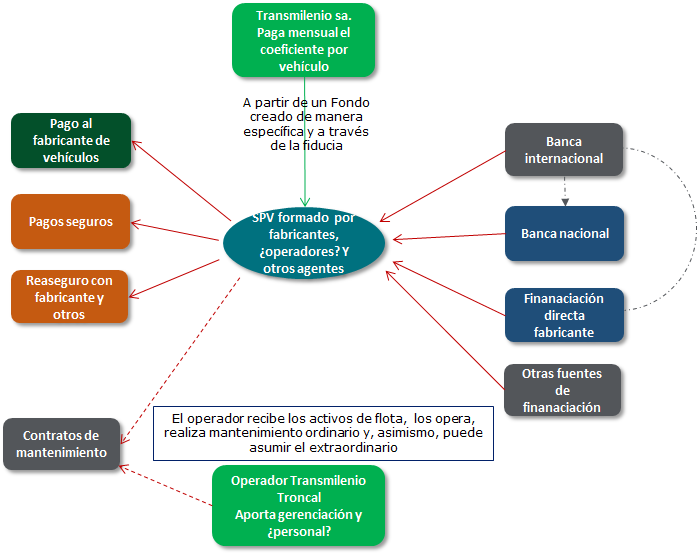 Transmilenio sa.
Paga mensual el
coeficiente por
vehículo
A partir de un Fondo
creado de manera
específica y a través
de la fiducia
Pago al
fabricante de
vehículos
Banca
internacional
Pagos seguros
SPV formado por
fabricantes,
¿operadores? Y
otros agentes
Banca nacional
Reaseguro con
fabricante y
otros
Finanaciación
directa
fabricante
Otras fuentes
de
finanaciación
Contratos de
mantenimiento
El operador recibe los activos de flota, los opera,
realiza mantenimiento ordinario y, asimismo, puede
asumir el extraordinario
Operador Transmilenio
Troncal
Aporta gerenciación y
¿personal?